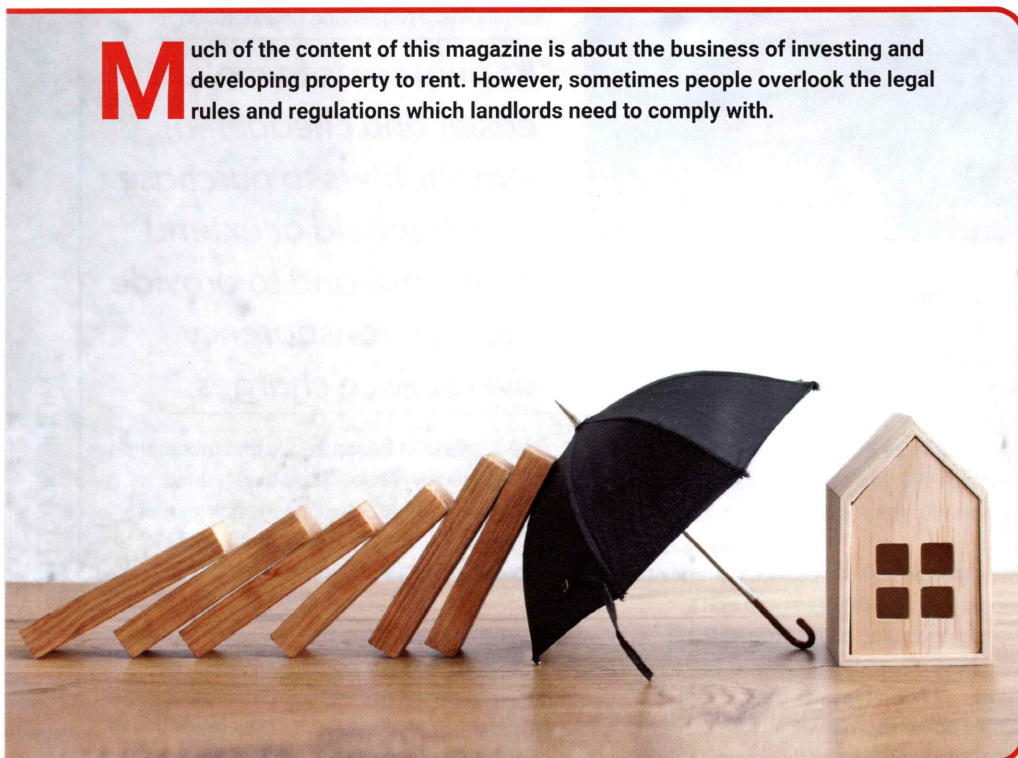 Much of the content of this magazine is about the business of investing and
developing property to rent. However, sometimes people overlook the legal
rules and regulations which landlords need to comply with.